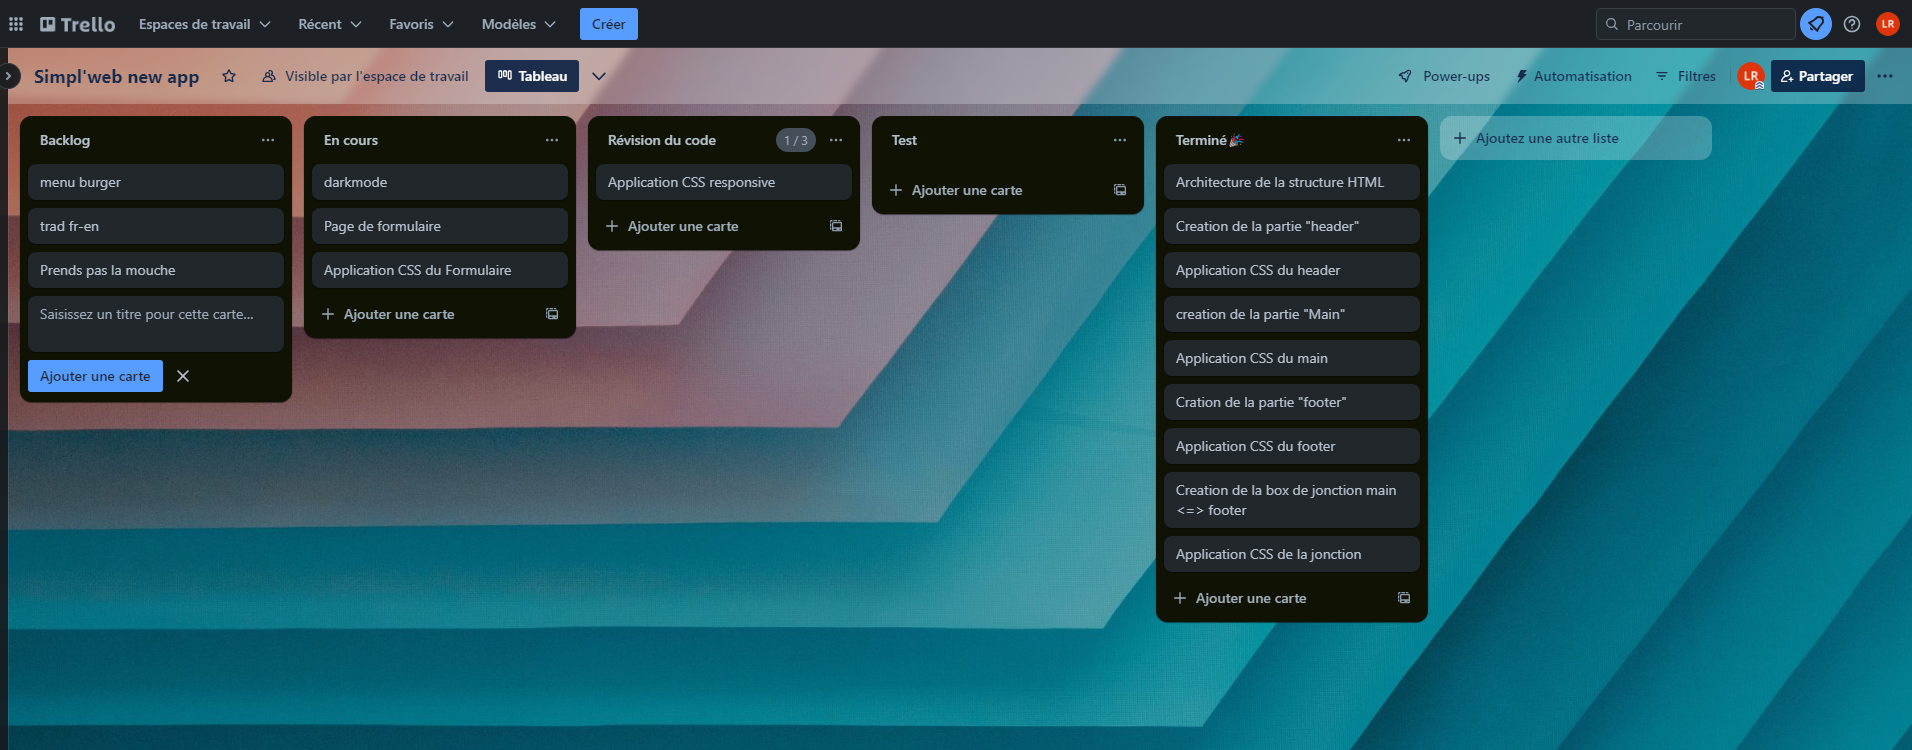 Trello
Espaces de travail
Récent
Favoris
Modèles
Créer
Parcourir
LR
Simpl'web new app
Visible par l'espace de travail
Tableau
Power-ups
Automatisation
Filtres
LR
Partager
Backlog
menu burger
trad fr-en
Prends pas la mouche
Saisissez un titre pour cette carte...
Ajouter une carte
En cours
darkmode
Page de formulaire
Application CSS du Formulaire
Ajouter une carte
Révision du code
1 / 3
Application CSS responsive
Ajouter une carte
Test
Ajouter une carte
Terminé🎉
Architecture de la structure HTML
Creation de la partie "header"
Application CSS du header
creation de la partie "Main"
Application CSS du main
Cration de la partie "footer"
Application CSS du footer
Creation de la box de jonction main
<=> footer
Application CSS de la jonction
Ajouter une carte
Ajoutez une autre liste